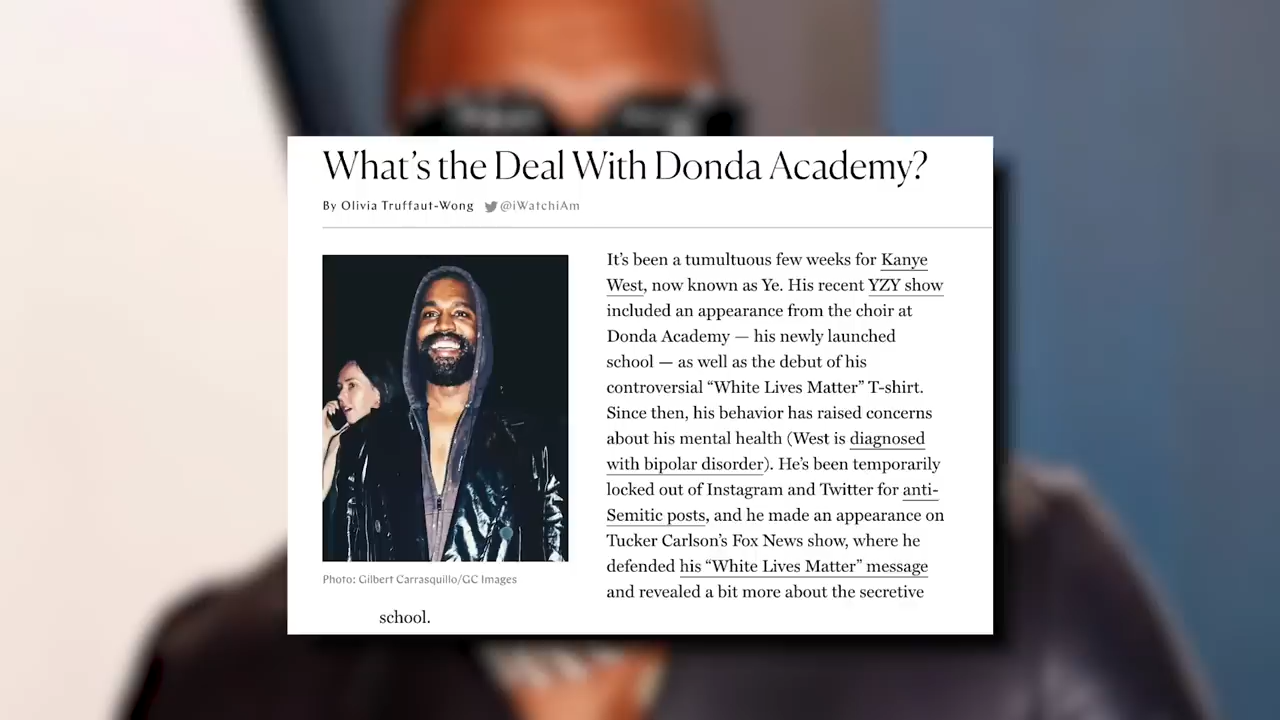 What's the Deal With Donda Academy?
By Olivia Truffaut-Wong @iWatchiAm
It's been a tumultuous few weeks for Kanye
West, now known as Ye. His recent YZY show
included an appearance from the choir at
Donda Academy — his newly launched
school — as well as the debut of his
controversial “White Lives Matter” T-shirt.
Since then, his behavior has raised concerns
about his mental health (West is diagnosed
with bipolar disorder). He's been temporarily
locked out of Instagram and Twitter for anti-
Semitic posts, and he made an appearance on
Tucker Carlson's Fox News show, where he
defended his “White Lives Matter” message
and revealed a bit more about the secretive
school.
Photo: Gilbert Carrasquillo/GC Images